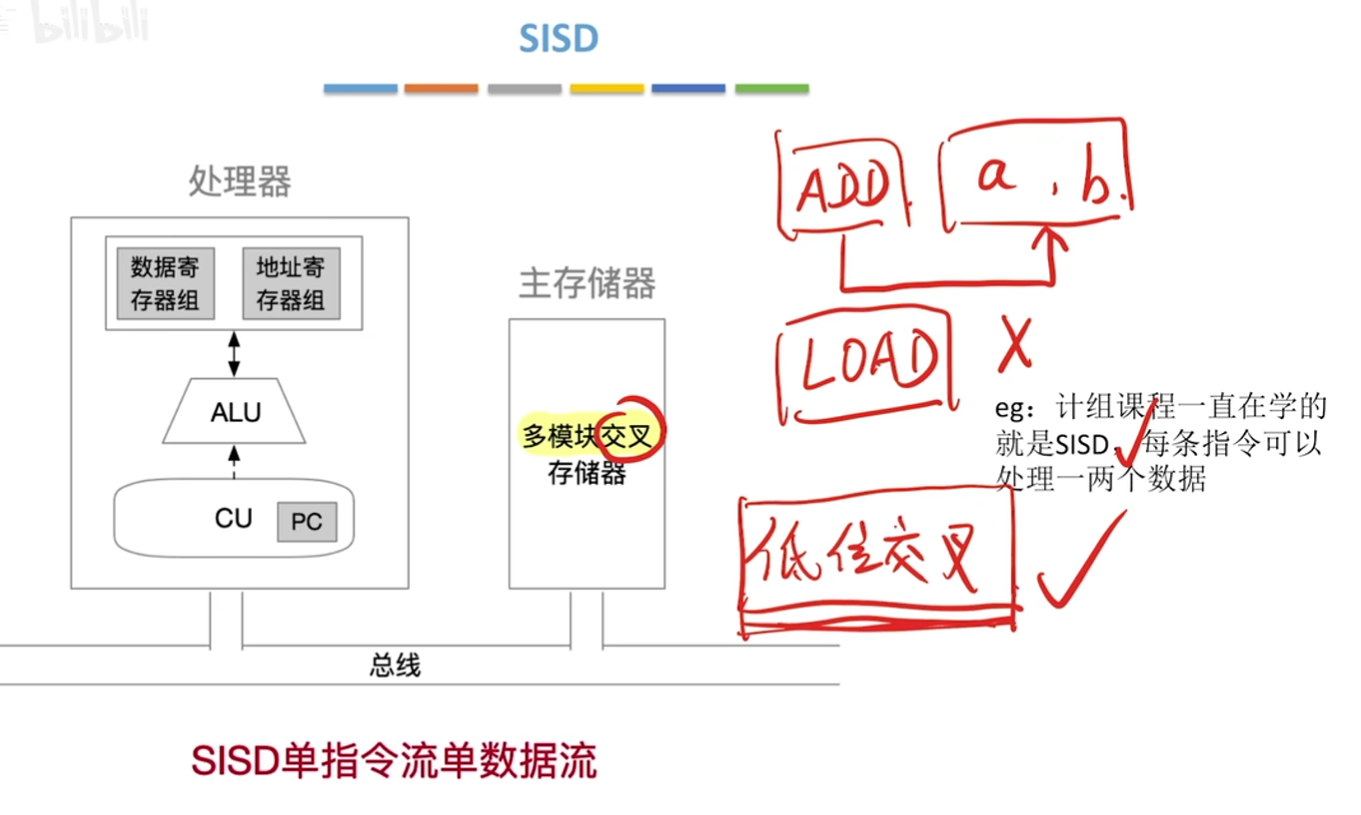 bilibili
SISD
处理器
数据寄
存器组
地址寄
存器组
ALU
CU
PC
主存储器
多模块交叉
存储器
总线
ADD
a , b.
LOAD X
eg：计组课程一直在学的
就是SISD，每条指令可以
处理一两个数据
低位交叉
SISD单指令流单数据流